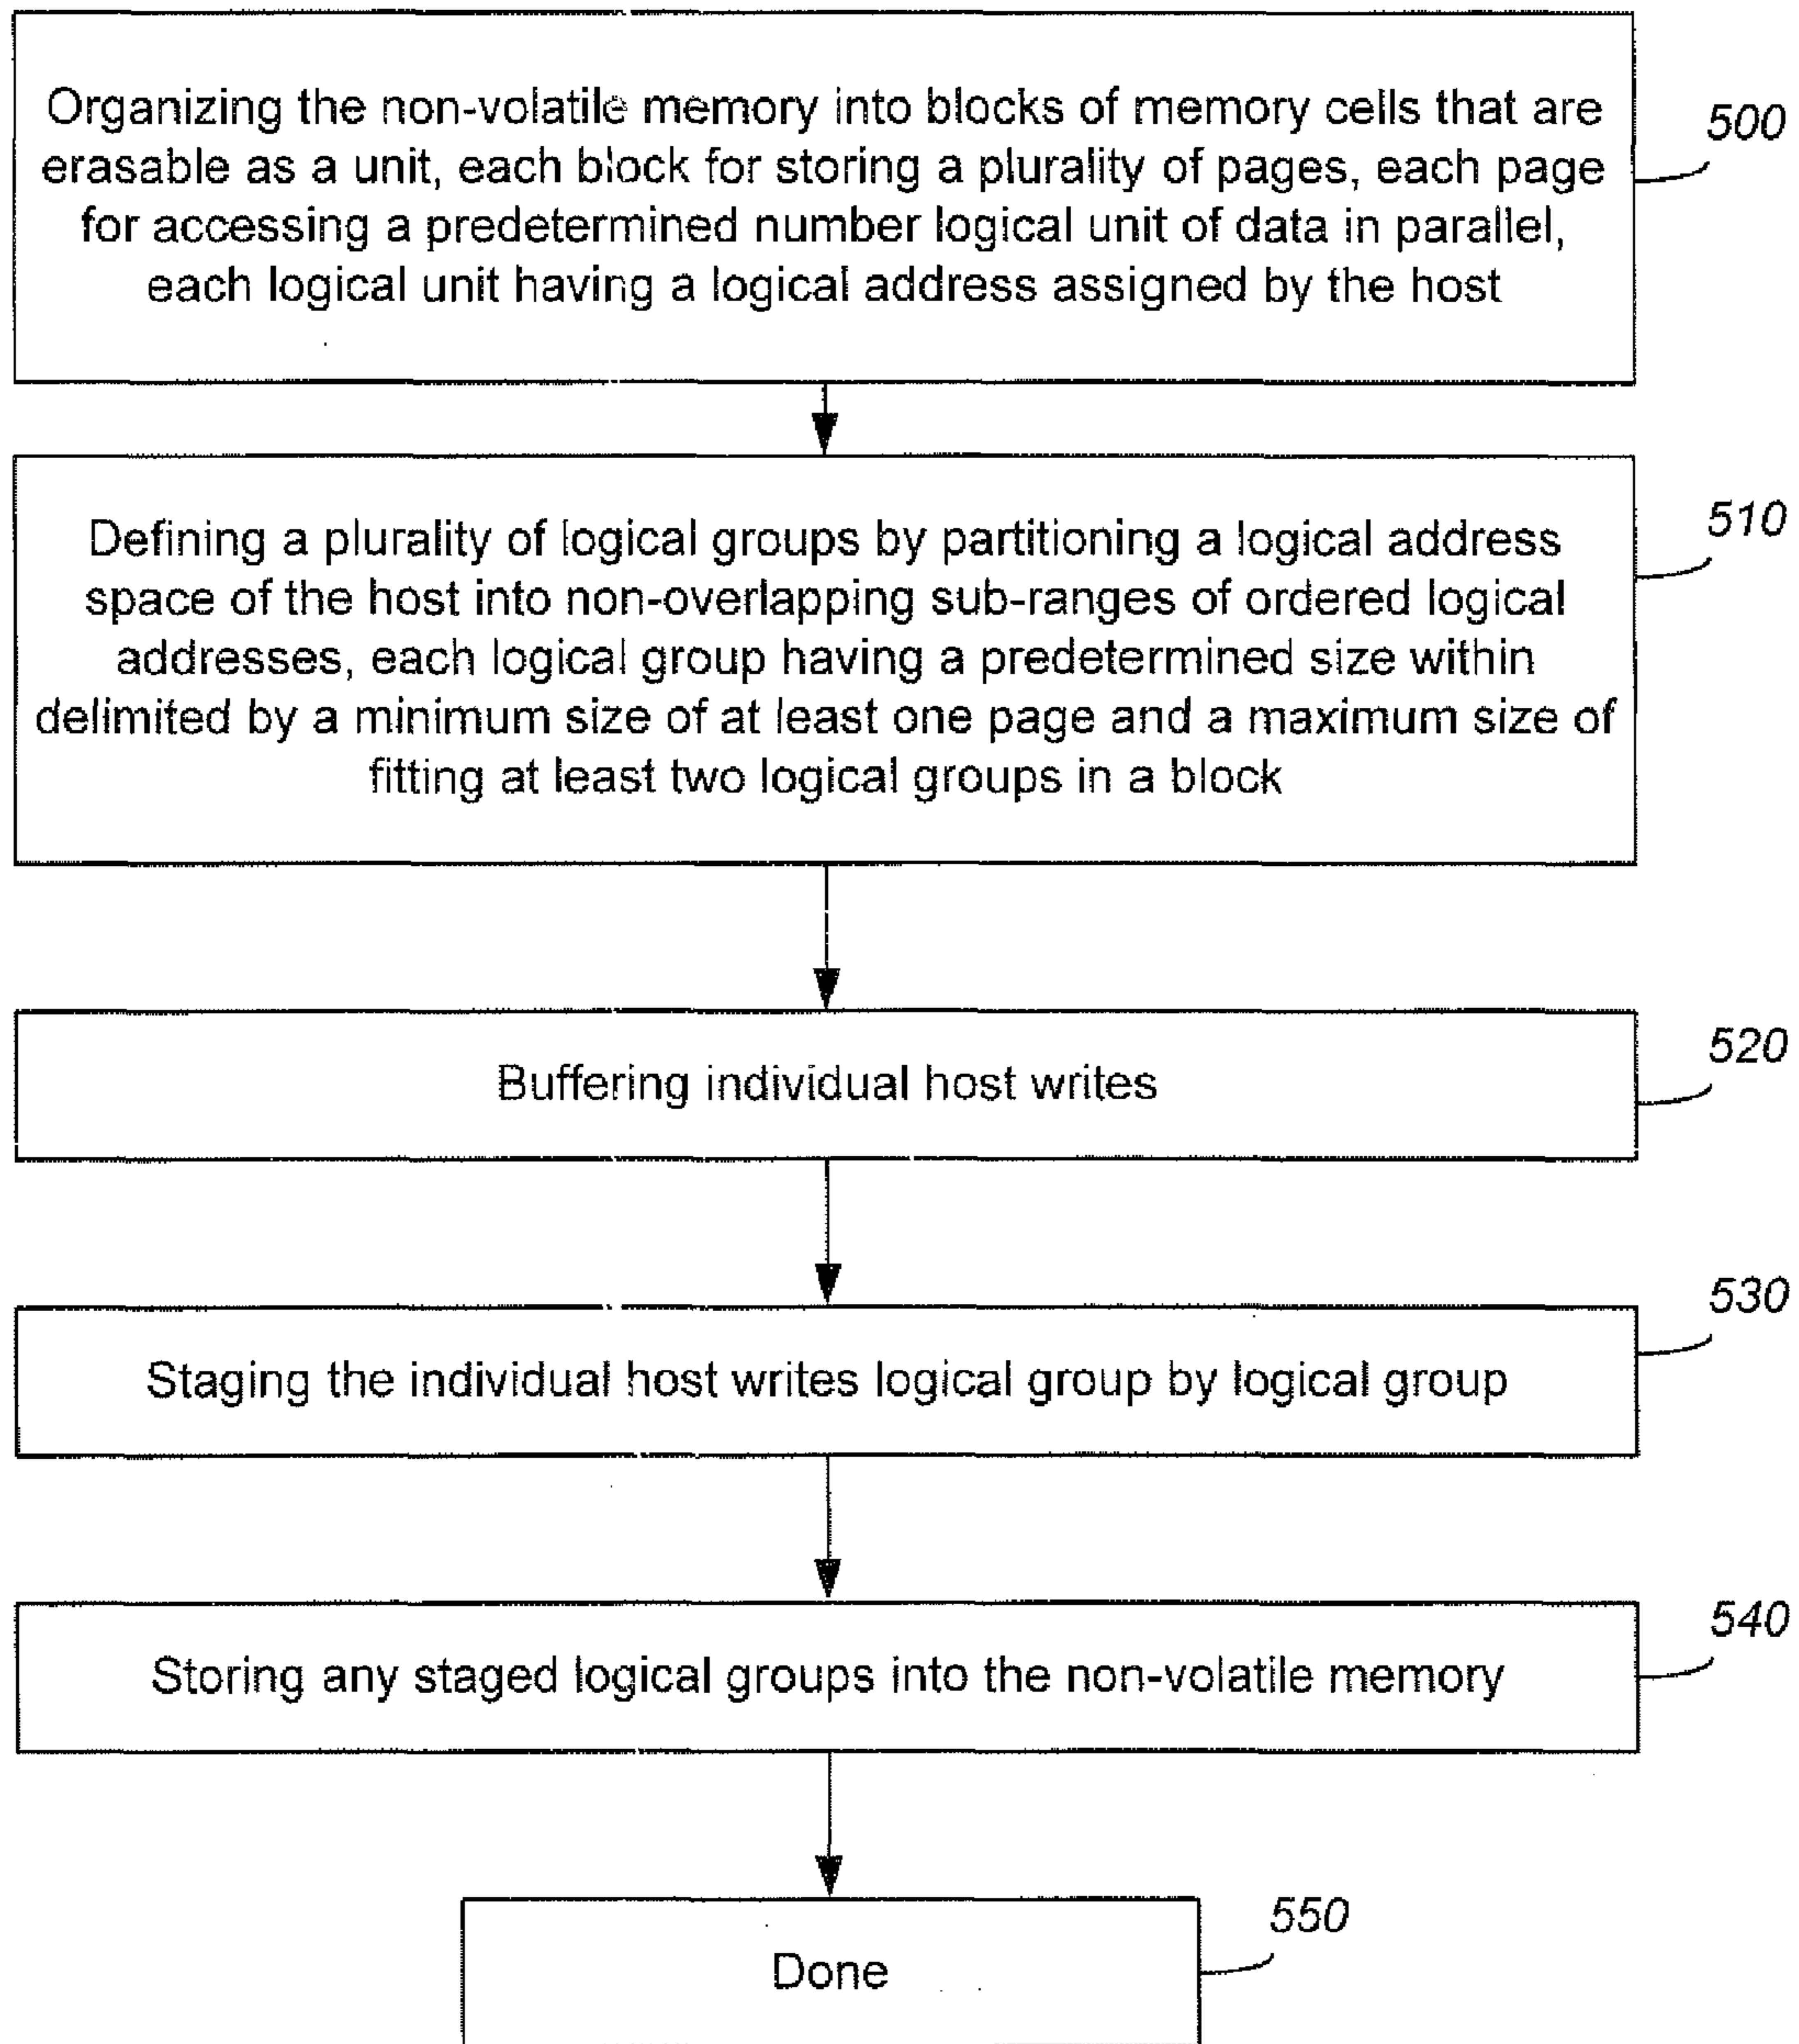 Organizing the non-volatile memory into blocks of memory cells that are
erasable as a unit, each block for storing a plurality of pages, each page
for accessing a predetermined number logical unit of data in parallel,
each logical unit having a logical address assigned by the host
500
Defining a plurality of logical groups by partitioning a logical address
space of the host into non-overlapping sub-ranges of ordered logical
addresses, each logical group having a predetermined size within
delimited by a minimum size of at least one page and a maximum size of
fitting at least two logical groups in a block
510
Buffering individual host writes
520
Staging the individual host writes logical group by logical group
530
Storing any staged logical groups into the non-volatile memory
540
Done
550